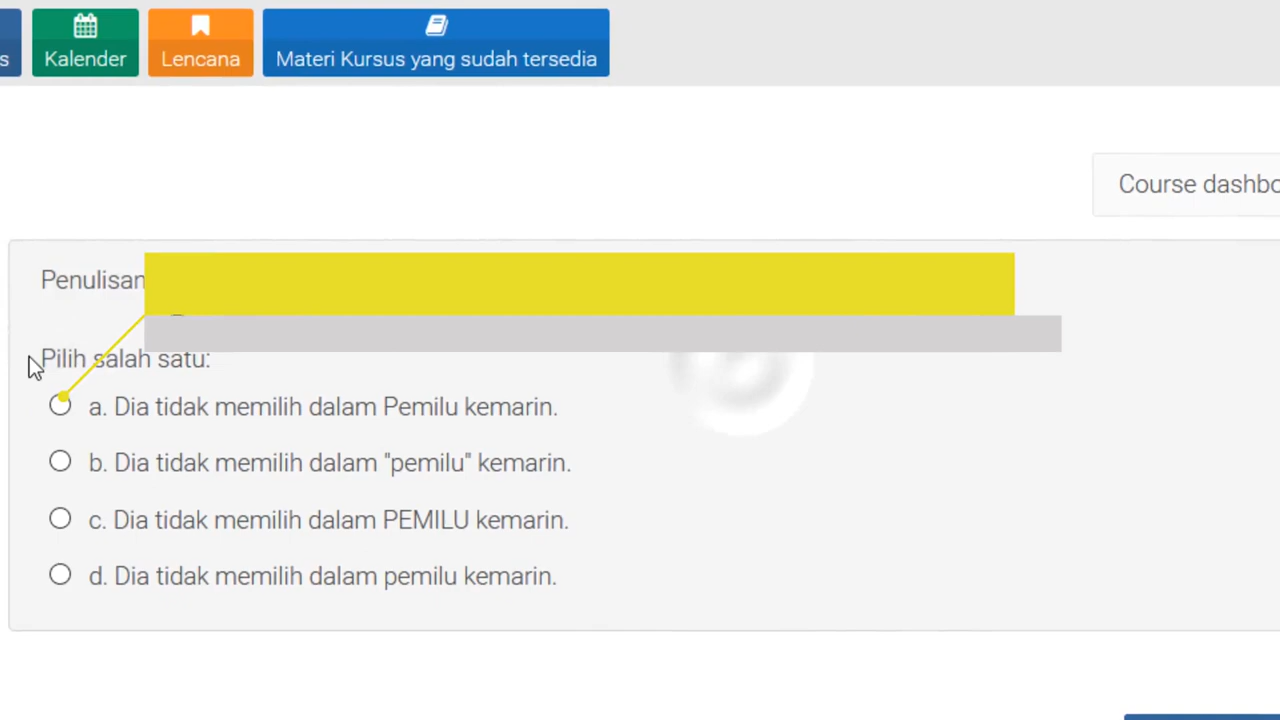 s
Kalender
Lencana
Materi Kursus yang sudah tersedia
Course dashbo
Penulisan
Pilih salah satu:
a. Dia tidak memilih dalam Pemilu kemarin.
b. Dia tidak memilih dalam "pemilu" kemarin.
c. Dia tidak memilih dalam PEMILU kemarin.
d. Dia tidak memilih dalam pemilu kemarin.